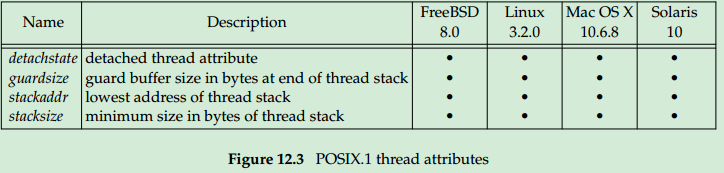 Name Description FreeBSD 8.0 Linux 3.2.0 Mac OS X 10.6.8 Solaris 10
detachstate detached thread attribute • • • •
guardsize guard buffer size in bytes at end of thread stack • • • •
stackaddr lowest address of thread stack • • • •
stacksize minimum size in bytes of thread stack • • • •
Figure 12.3 POSIX.1 thread attributes